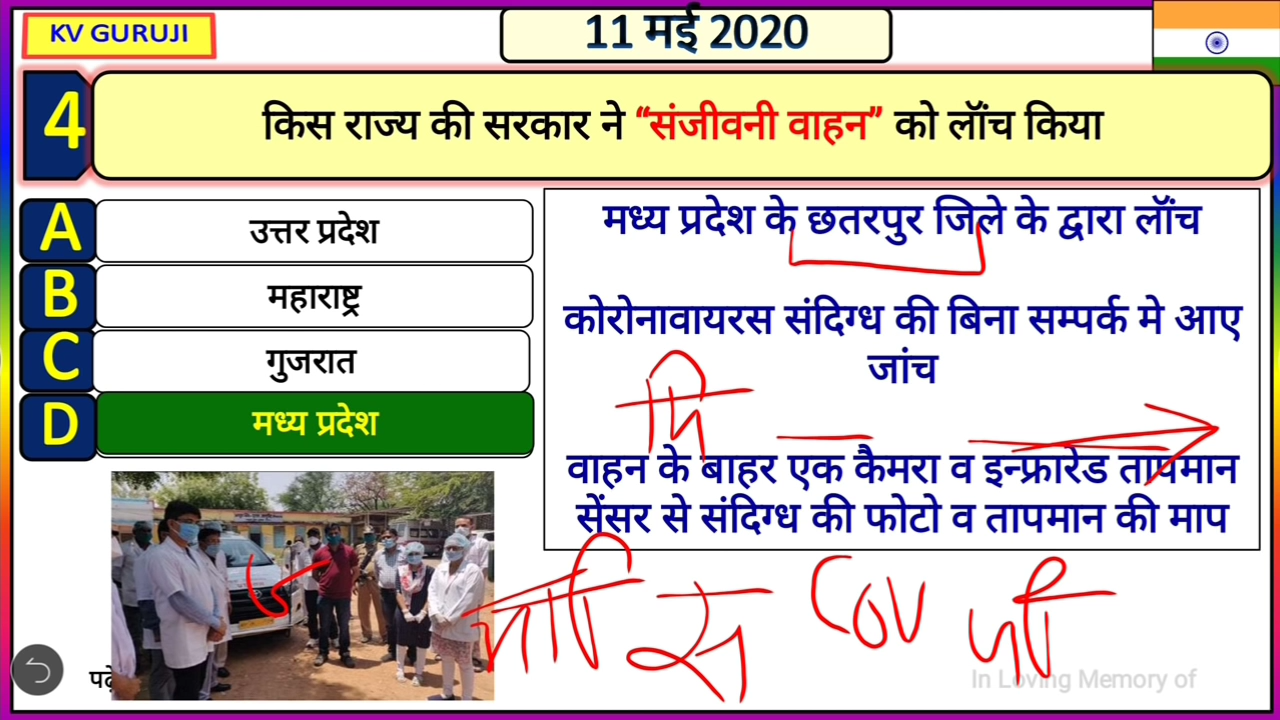 KV GURUJI
11 मई 2020
4
किस राज्य की सरकार ने “संजीवनी वाहन” को लॉंच किया
A
उत्तर प्रदेश
B
महाराष्ट्र
C
गुजरात
D
मध्य प्रदेश
मध्य प्रदेश के छतरपुर जिले के द्वारा लॉंच
कोरोनावायरस संदिग्ध की बिना सम्पर्क मे आए
जांच
वाहन के बाहर एक कैमरा व इन्फ्रारेड तापमान
सेंसर से संदिग्ध की फोटो व तापमान की माप
पढ़े
In Loving Memory of